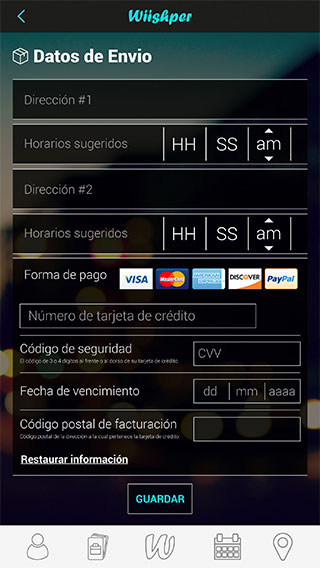 Wiishper
Datos de Envio
Dirección #1
Horarios sugeridos HH SS am
Dirección #2
Horarios sugeridos HH SS am
Forma de pago VISA MasterCard AMERICAN EXPRESS DISCOVER PayPal
Número de tarjeta de crédito
Código de seguridad CVV
El código de 3 o 4 dígitos al frente o al dorso de su tarjeta de crédito.
Fecha de vencimiento dd mm aaaa
Código postal de facturación
Código postal de la dirección a la cual pertenece la tarjeta de crédito
Restaurar información
GUARDAR
W